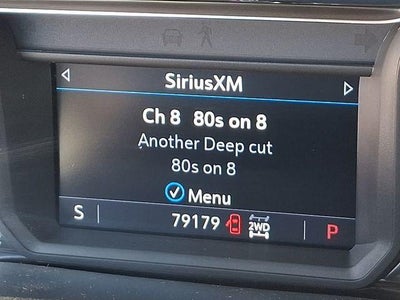 SiriusXM
Ch 8 80s on 8
Another Deep cut
80s on 8
Menu
S 79179 2WD P